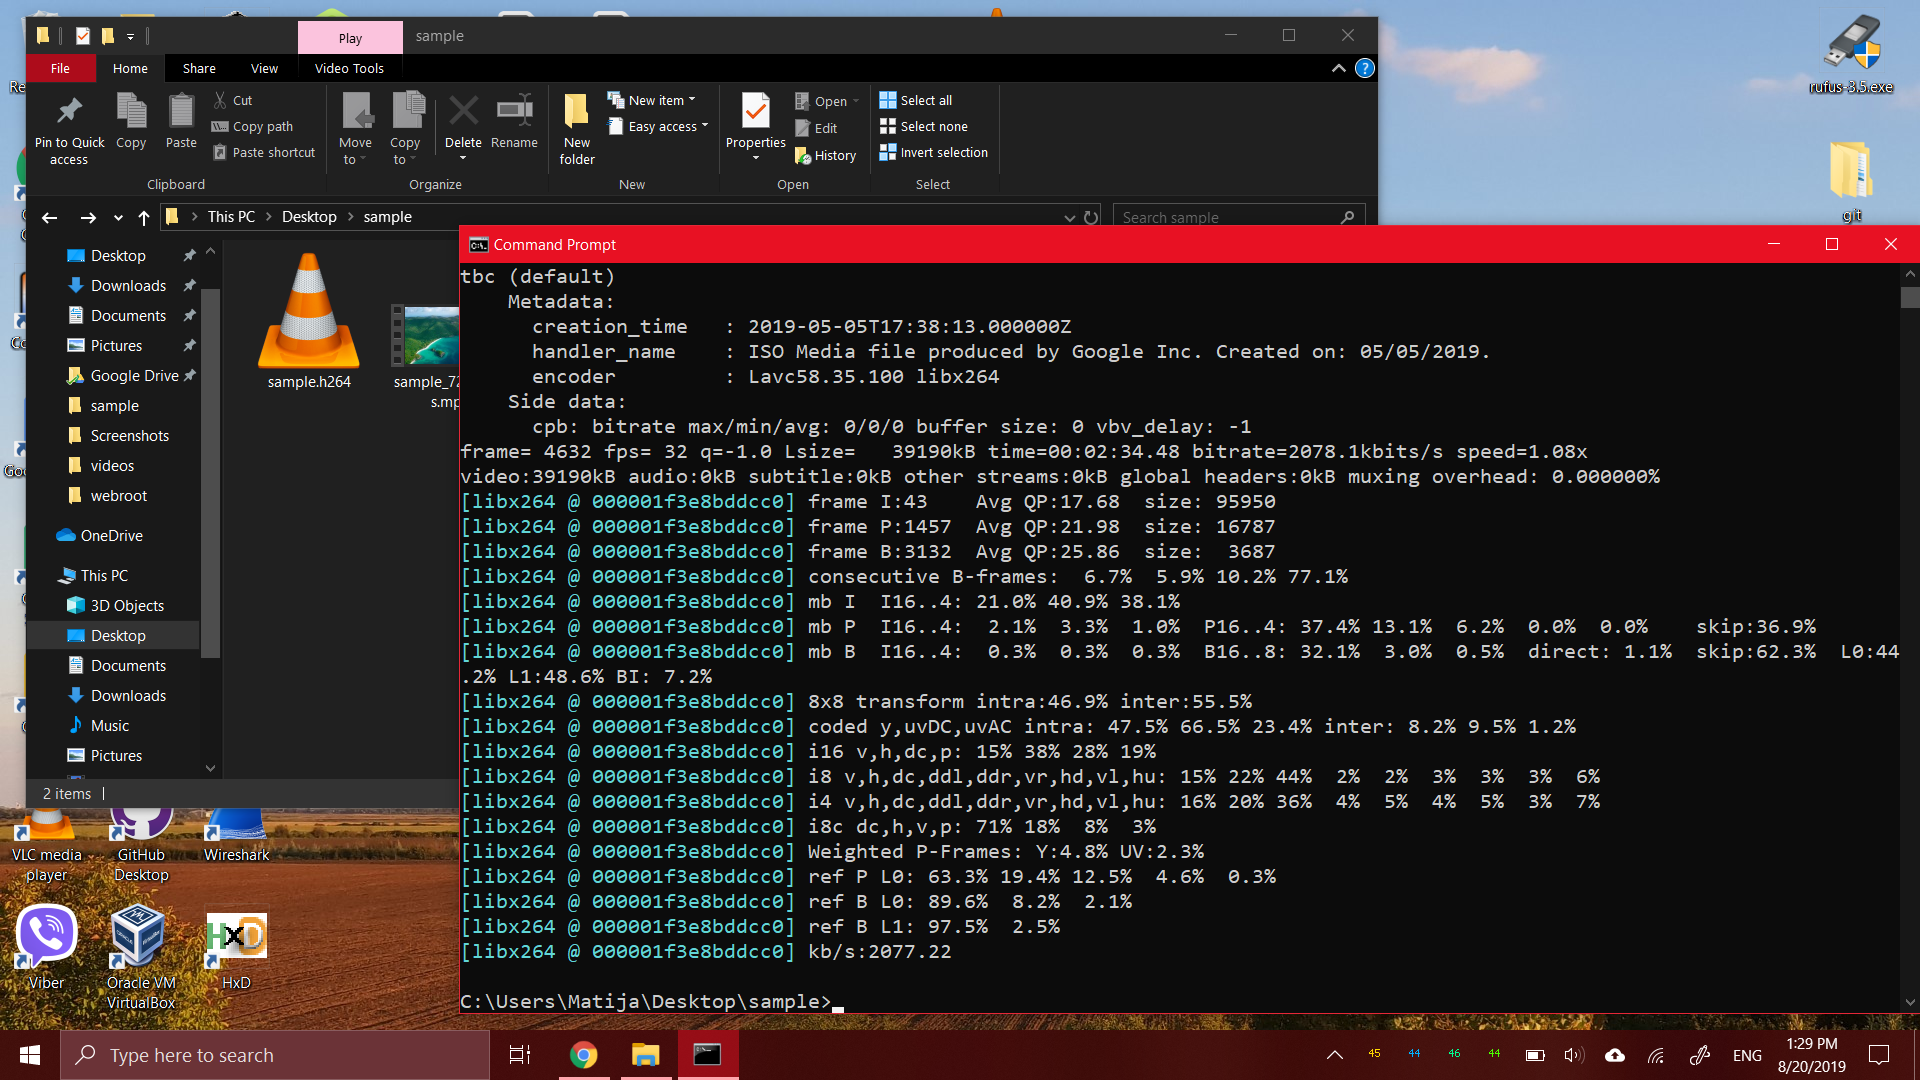 Play
sample
File
Home
Share
View
Video Tools
Pin to Quick access
Copy
Paste
Cut
Copy path
Paste shortcut
Clipboard
Move to
Copy to
Delete
Rename
Organize
New folder
New item
Easy access
New
Properties
Open
Edit
History
Open
Select all
Select none
Invert selection
Select
This PC
Desktop
sample
Search sample
Desktop
Downloads
Documents
Pictures
Google Drive
sample
Screenshots
videos
webroot
OneDrive
This PC
3D Objects
Desktop
Documents
Downloads
Music
Pictures
sample.h264
sample_72
s.mp
2 items
Command Prompt
tbc (default)
Metadata:
creation_time : 2019-05-05T17:38:13.000000Z
handler_name : ISO Media file produced by Google Inc. Created on: 05/05/2019.
encoder : Lavc58.35.100 libx264
Side data:
cpb: bitrate max/min/avg: 0/0/0 buffer size: 0 vbv_delay: -1
frame= 4632 fps= 32 q=-1.0 Lsize= 39190kB time=00:02:34.48 bitrate=2078.1kbits/s speed=1.08x
video:39190kB audio:0kB subtitle:0kB other streams:0kB global headers:0kB muxing overhead: 0.000000%
[libx264 @ 000001f3e8bddcc0] frame I:43 Avg QP:17.68 size: 95950
[libx264 @ 000001f3e8bddcc0] frame P:1457 Avg QP:21.98 size: 16787
[libx264 @ 000001f3e8bddcc0] frame B:3132 Avg QP:25.86 size: 3687
[libx264 @ 000001f3e8bddcc0] consecutive B-frames: 6.7% 5.9% 10.2% 77.1%
[libx264 @ 000001f3e8bddcc0] mb I I16..4: 21.0% 40.9% 38.1%
[libx264 @ 000001f3e8bddcc0] mb P I16..4: 2.1% 3.3% 1.0% P16..4: 37.4% 13.1% 6.2% 0.0% 0.0% skip:36.9%
[libx264 @ 000001f3e8bddcc0] mb B I16..4: 0.3% 0.3% 0.3% B16..8: 32.1% 3.0% 0.5% direct: 1.1% skip:62.3% L0:44
.2% L1:48.6% BI: 7.2%
[libx264 @ 000001f3e8bddcc0] 8x8 transform intra:46.9% inter:55.5%
[libx264 @ 000001f3e8bddcc0] coded y,uvDC,uvAC intra: 47.5% 66.5% 23.4% inter: 8.2% 9.5% 1.2%
[libx264 @ 000001f3e8bddcc0] i16 v,h,dc,p: 15% 38% 28% 19%
[libx264 @ 000001f3e8bddcc0] i8 v,h,dc,ddl,ddr,vr,hd,vl,hu: 15% 22% 44% 2% 2% 3% 3% 3% 6%
[libx264 @ 000001f3e8bddcc0] i4 v,h,dc,ddl,ddr,vr,hd,vl,hu: 16% 20% 36% 4% 5% 4% 5% 3% 7%
[libx264 @ 000001f3e8bddcc0] i8c dc,h,v,p: 71% 18% 8% 3%
[libx264 @ 000001f3e8bddcc0] Weighted P-Frames: Y:4.8% UV:2.3%
[libx264 @ 000001f3e8bddcc0] ref P L0: 63.3% 19.4% 12.5% 4.6% 0.3%
[libx264 @ 000001f3e8bddcc0] ref B L0: 89.6% 8.2% 2.1%
[libx264 @ 000001f3e8bddcc0] ref B L1: 97.5% 2.5%
[libx264 @ 000001f3e8bddcc0] kb/s:2077.22
C:\Users\Matija\Desktop\sample>
rufus-3.5.exe
git
VLC media player
GitHub Desktop
Wireshark
Viber
Oracle VM VirtualBox
HxD
HxD
Type here to search
45
44
46
44
ENG
1:29 PM
8/20/2019